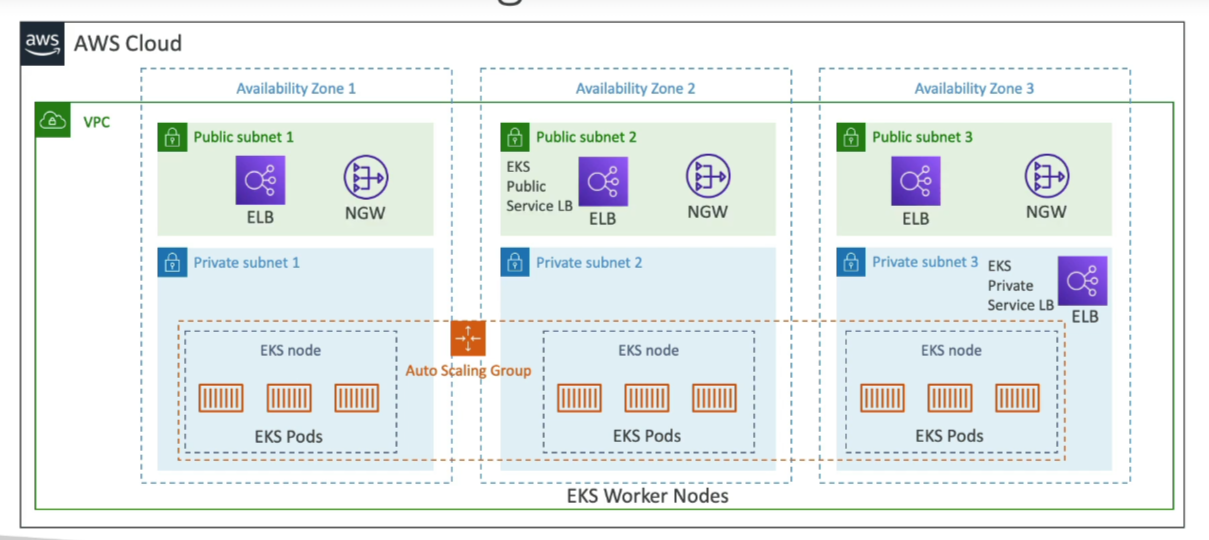 aws
AWS Cloud
Availability Zone 1
Availability Zone 2
Availability Zone 3
VPC
Public subnet 1
ELB
NGW
Public subnet 2
EKS
Public
Service LB
ELB
NGW
Public subnet 3
ELB
NGW
Private subnet 1
Private subnet 2
Private subnet 3
EKS
Private
Service LB
ELB
Auto Scaling Group
EKS node
EKS Pods
EKS node
EKS Pods
EKS node
EKS Pods
EKS Worker Nodes